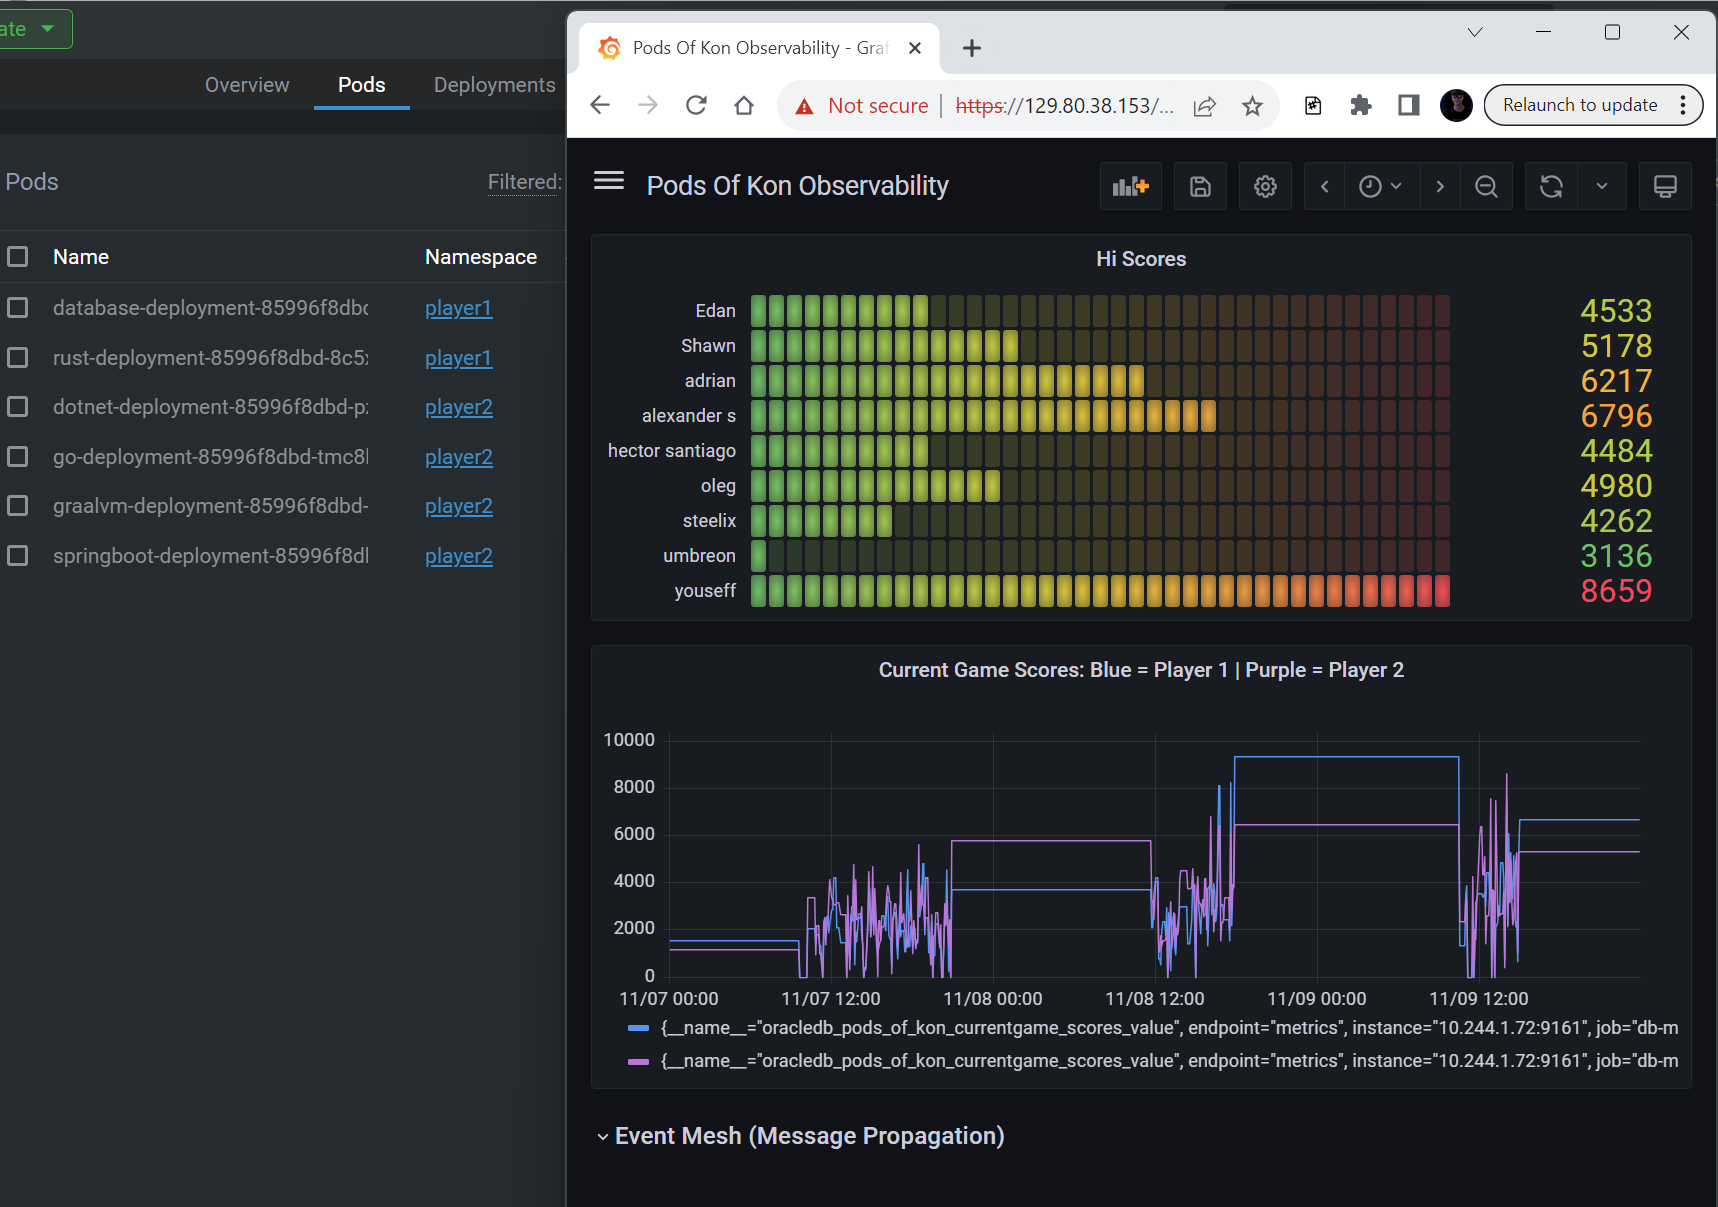 ate
Overview
Pods
Deployments
Pods
Filtered:
Name
Namespace
database-deployment-85996f8dbd
player1
rust-deployment-85996f8dbd-8c5x
player1
dotnet-deployment-85996f8dbd-pz
player2
go-deployment-85996f8dbd-tmc8l
player2
graalvm-deployment-85996f8dbd-
player2
springboot-deployment-85996f8dl
player2
Pods Of Kon Observability - Graf
Not secure
https://129.80.38.153/...
Relaunch to update
Pods Of Kon Observability
Hi Scores
Edan 4533
Shawn 5178
adrian 6217
alexander s 6796
hector santiago 4484
oleg 4980
steelix 4262
umbreon 3136
youseff 8659
Current Game Scores: Blue = Player 1 | Purple = Player 2
10000
8000
6000
4000
2000
0
11/07 00:00 11/07 12:00 11/08 00:00 11/08 12:00 11/09 00:00 11/09 12:00
{__name__="oracledb_pods_of_kon_currentgame_scores_value", endpoint="metrics", instance="10.244.1.72:9161", job="db-m
{__name__="oracledb_pods_of_kon_currentgame_scores_value", endpoint="metrics", instance="10.244.1.72:9161", job="db-m
Event Mesh (Message Propagation)